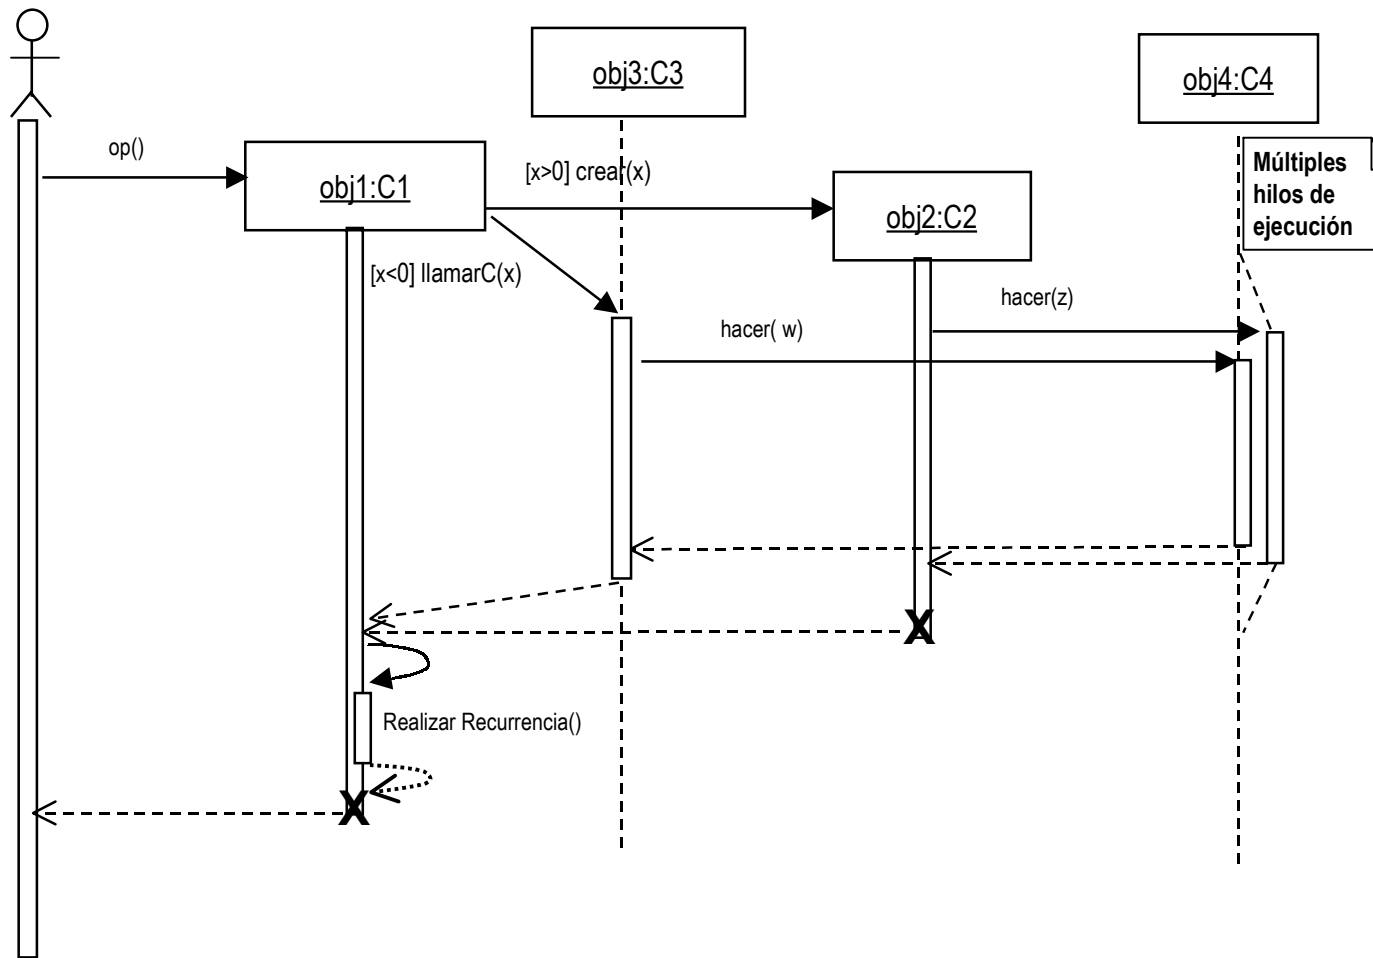 obj3:C3
obj4:C4
op()
[x>0] crear(x)
Múltiples
hilos de
ejecución
obj1:C1
obj2:C2
[x<0] llamarC(x)
hacer(z)
hacer( w)
Realizar Recurrencia()